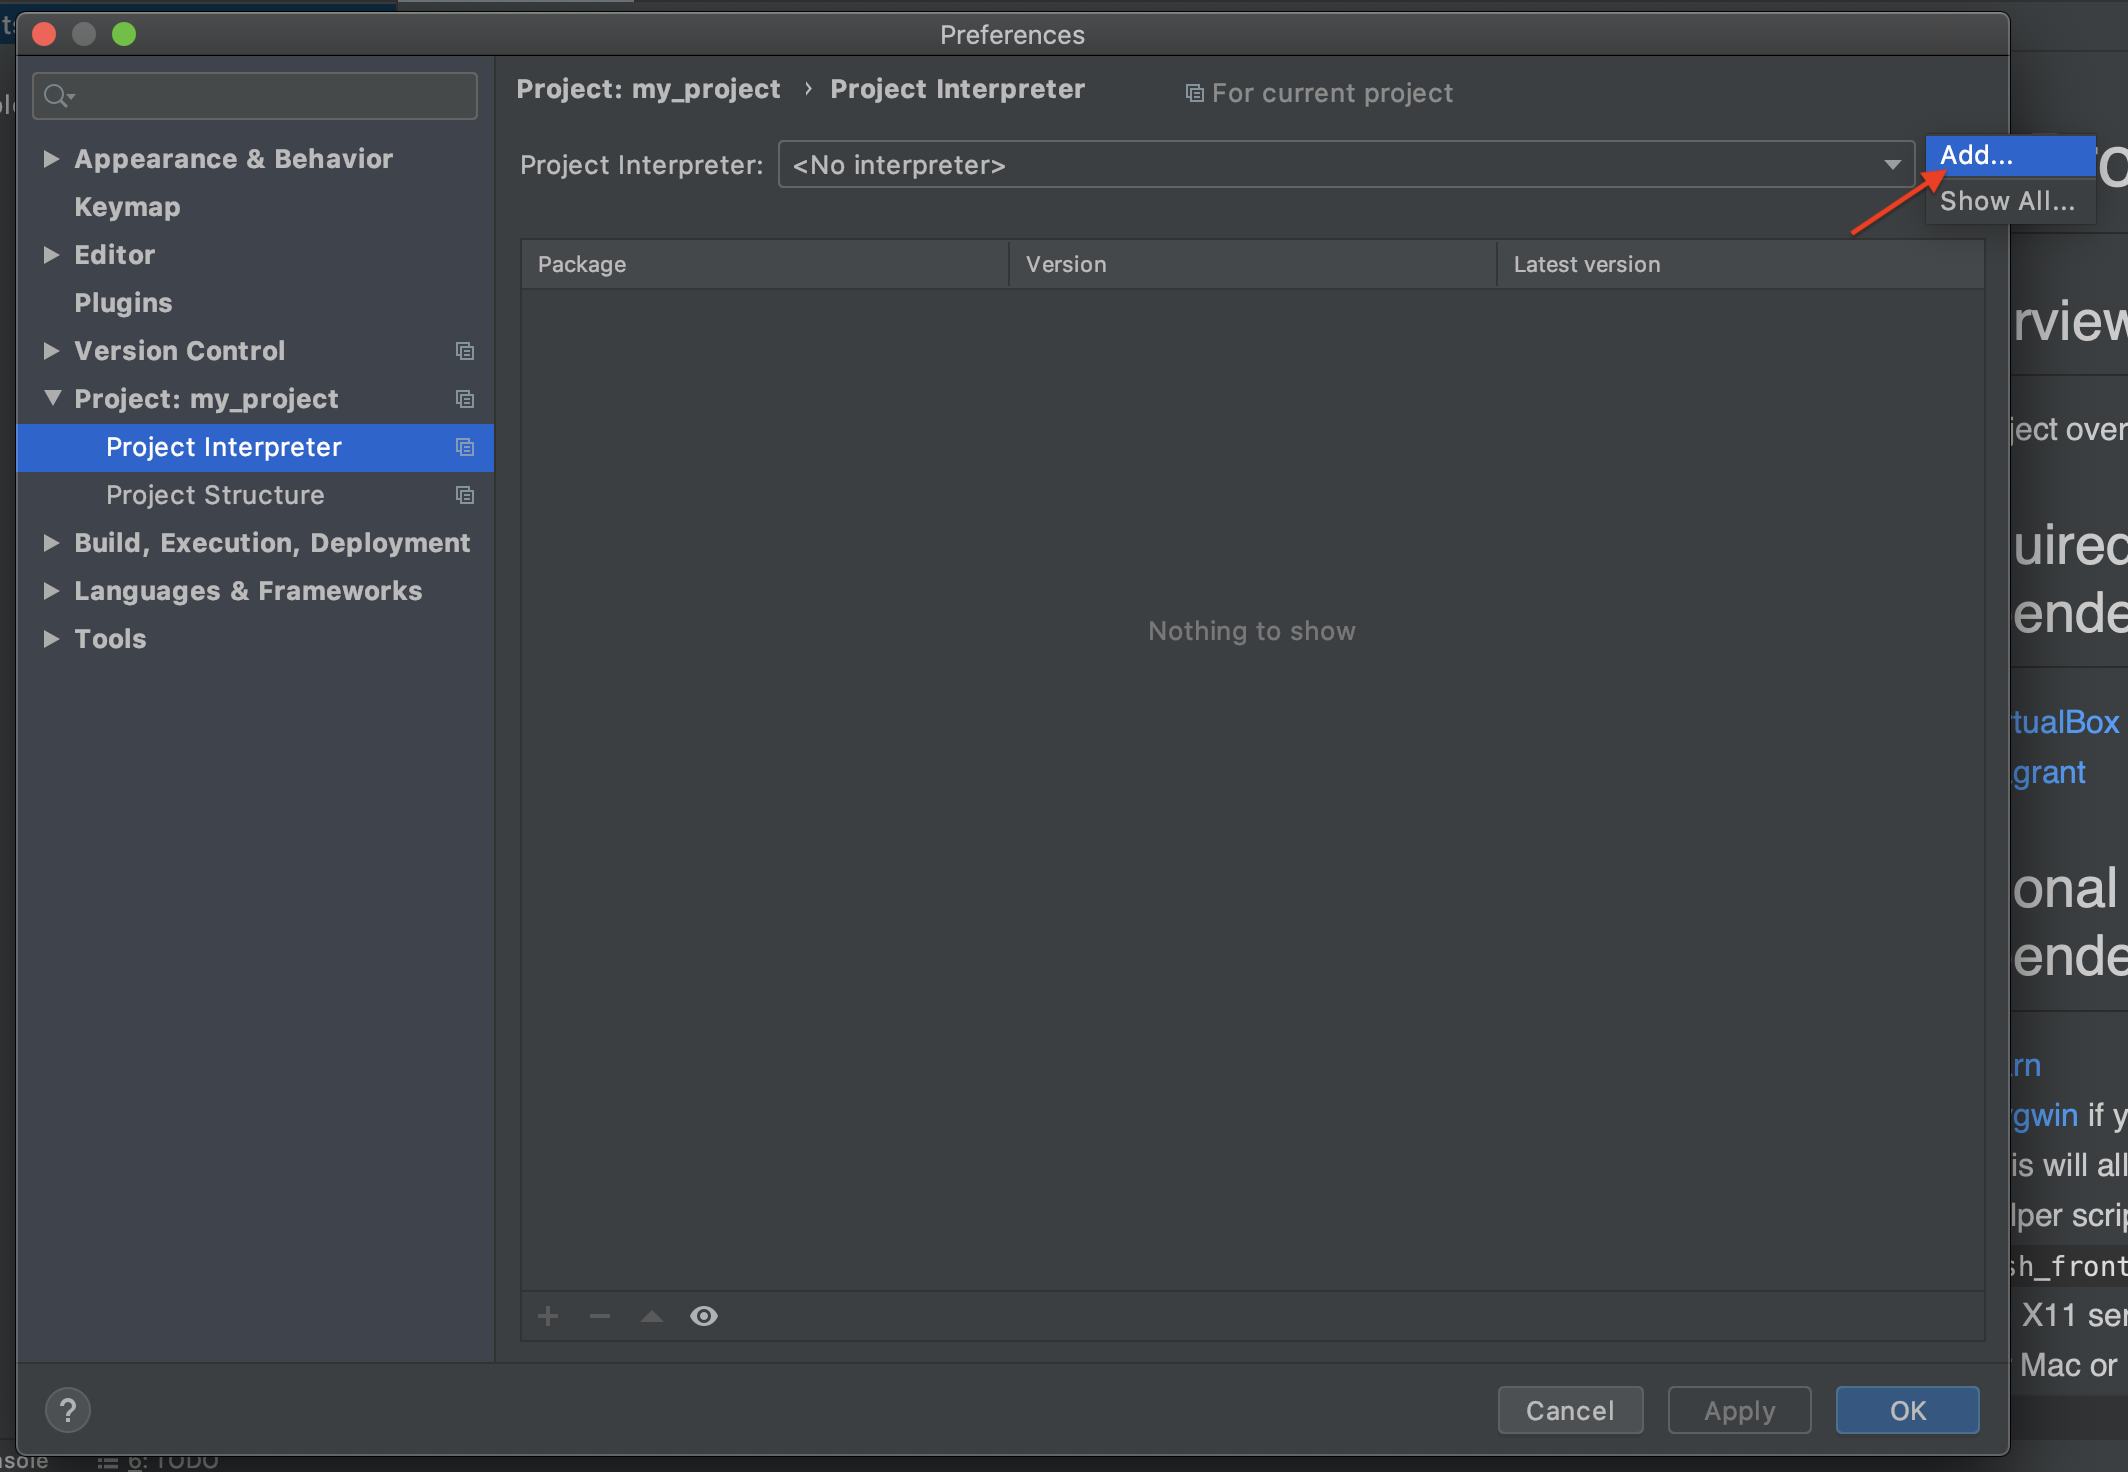 Preferences
Project: my_project › Project Interpreter
For current project
Appearance & Behavior
Keymap
Editor
Plugins
Version Control
Project: my_project
Project Interpreter
Project Structure
Build, Execution, Deployment
Languages & Frameworks
Tools
Project Interpreter: <No interpreter>
Add...
Show All...
Package Version Latest version
Nothing to show
? Cancel Apply OK
rview
ject over
uired
ende
tualBox
grant
onal
ende
rn
gwin if y
is will all
lper scrip
sh_front
X11 ser
Mac or
nsole 6: TODO